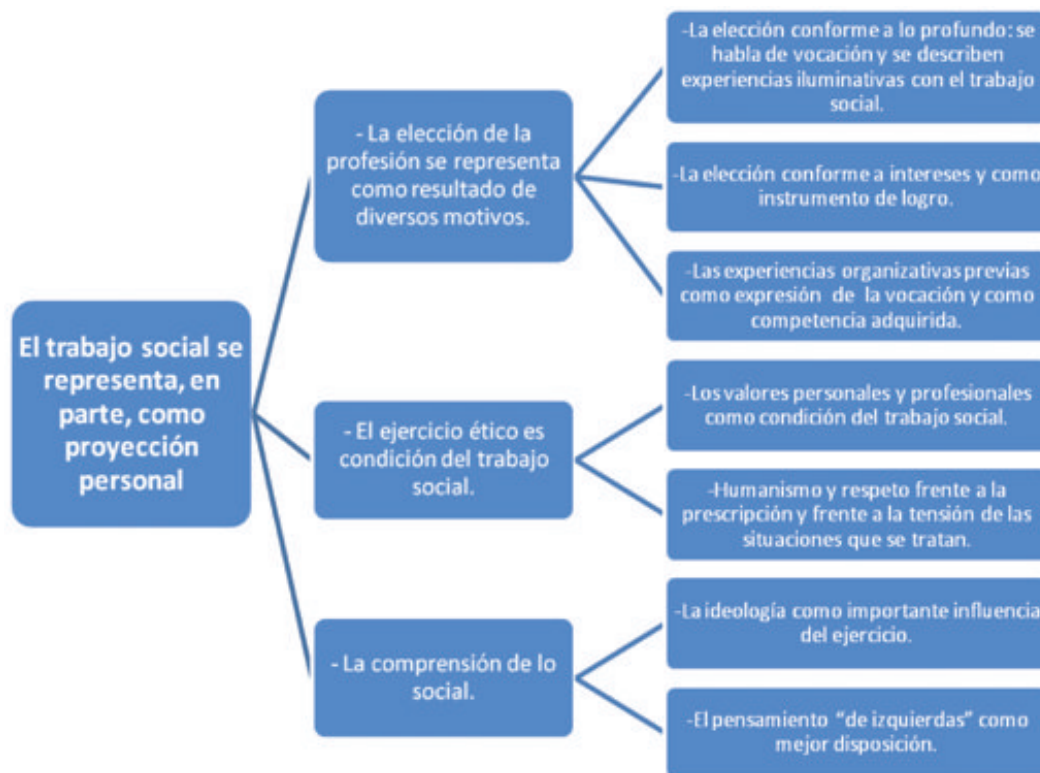 El trabajo social se
representa, en
parte, como
proyección
personal
- La elección de la
profesión se representa
como resultado de
diversos motivos.
-La elección conforme a lo profundo: se
habla de vocación y se describen
experiencias iluminativas con el trabajo
social.
-La elección conforme a intereses y como
instrumento de logro.
-Las experiencias organizativas previas
como expresión de la vocación y como
competencia adquirida.
- El ejercicio ético es
condición del trabajo
social.
-Los valores personales y profesionales
como condición del trabajo social.
-Humanismo y respeto frente a la
prescripción y frente a la tensión de las
situaciones que se tratan.
- La comprensión de lo
social.
-La ideología como importante influencia
del ejercicio.
-El pensamiento “de izquierdas” como
mejor disposición.